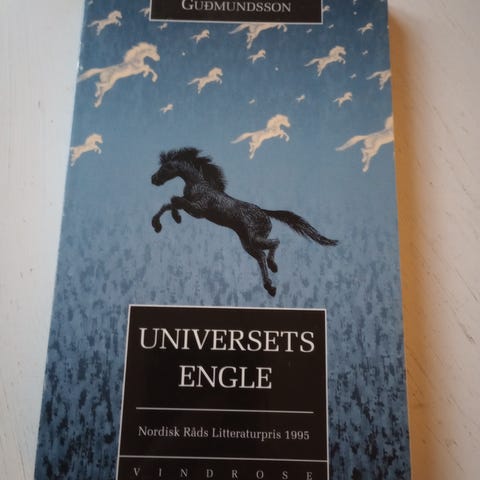 GUÐMUNDSSON
UNIVERSETS
ENGLE
Nordisk Råds Litteraturpris 1995
VINDROSE